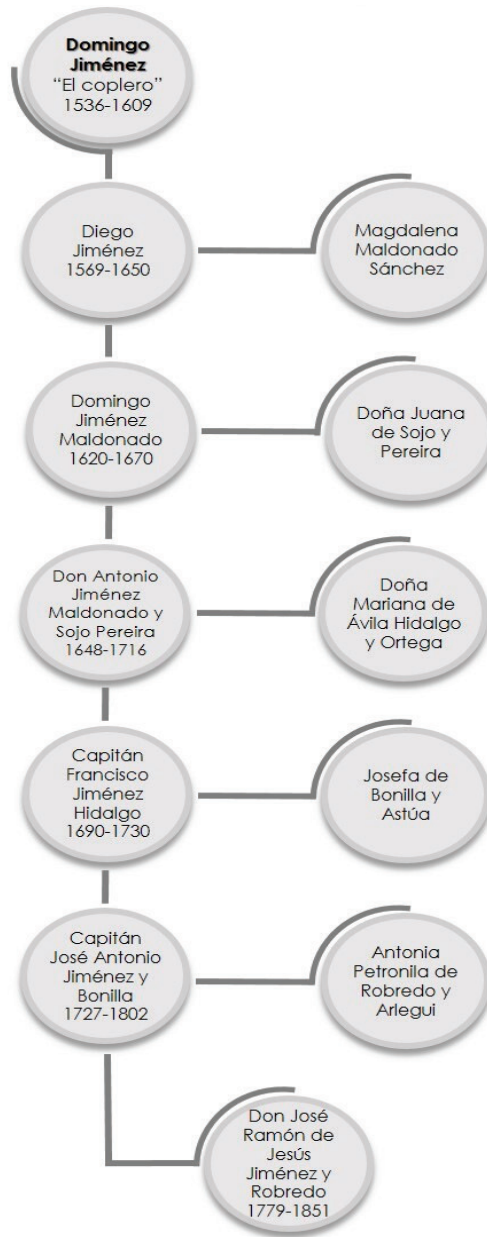 Domingo
Jiménez
“El coplero”
1536-1609
Diego
Jiménez
1569-1650
Magdalena
Maldonado
Sánchez
Domingo
Jiménez
Maldonado
1620-1670
Doña Juana
de Sojo y
Pereira
Don Antonio
Jiménez
Maldonado y
Sojo Pereira
1648-1716
Doña
Mariana de
Ávila Hidalgo
y Ortega
Capitán
Francisco
Jiménez
Hidalgo
1690-1730
Josefa de
Bonilla y
Astúa
Capitán
José Antonio
Jiménez y
Bonilla
1727-1802
Antonia
Petronila de
Robredo y
Arlegui
Don José
Ramón de
Jesús
Jiménez y
Robredo
1779-1851